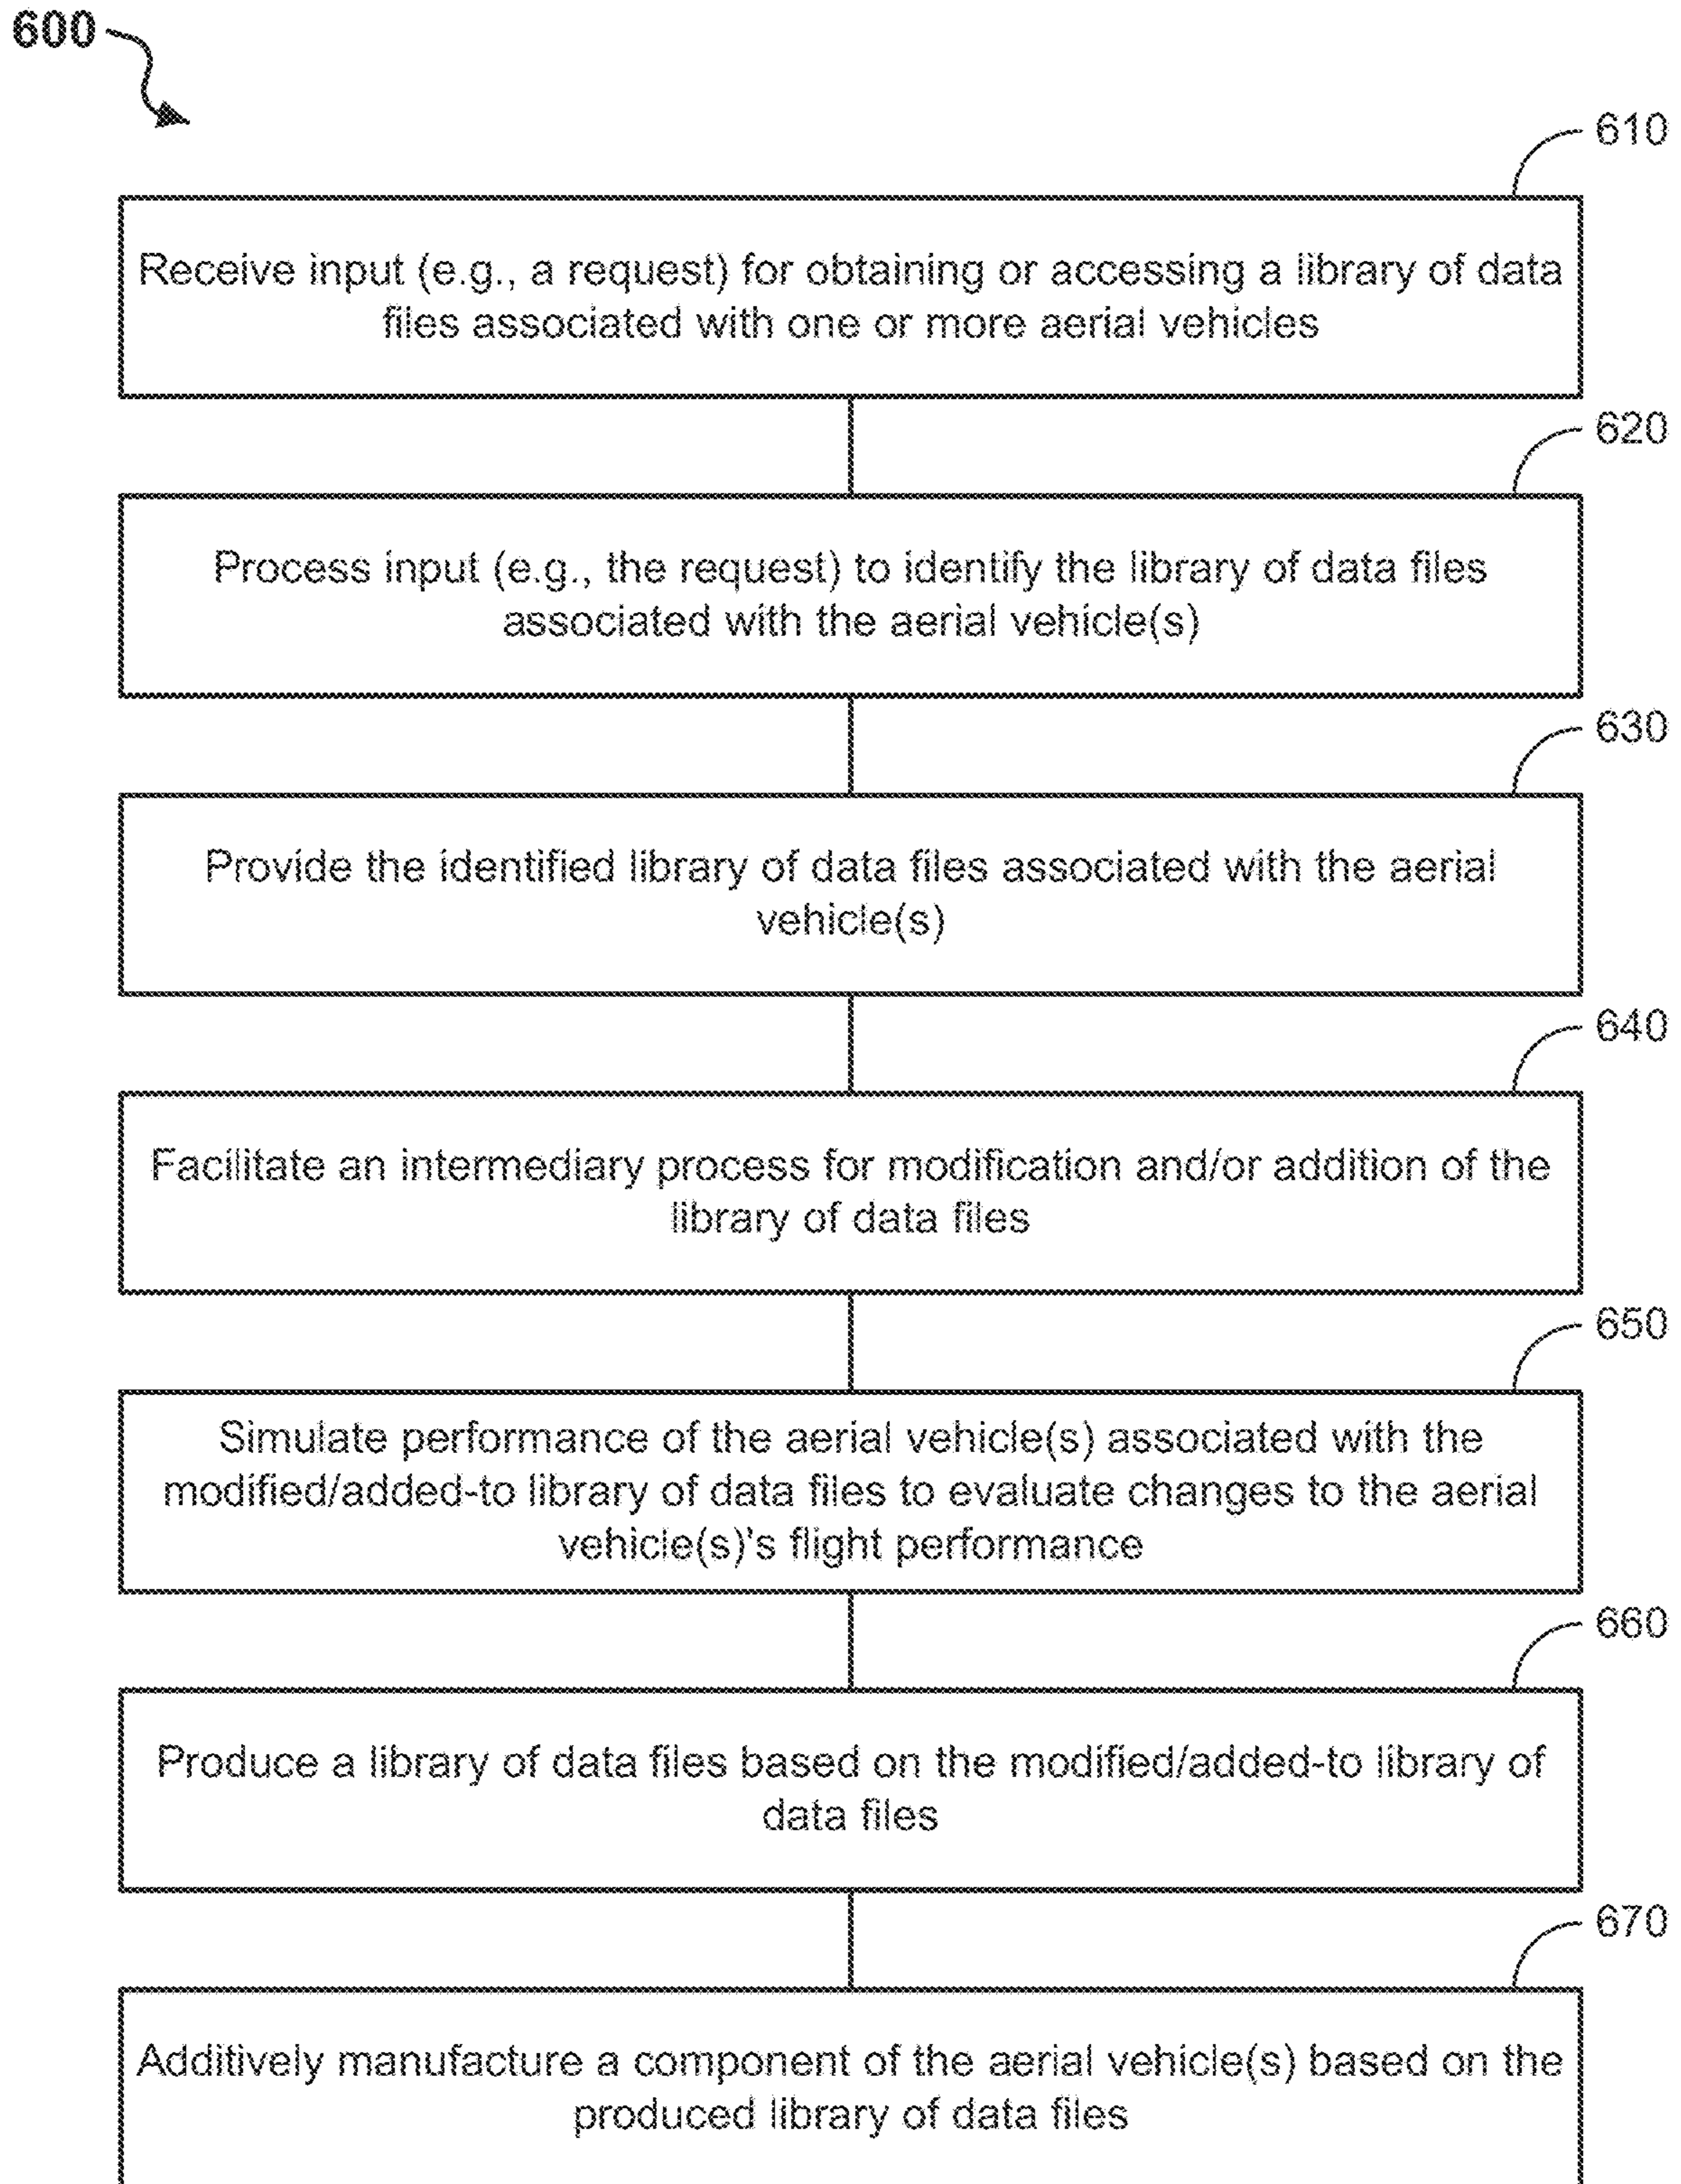 600
610
Receive input (e.g., a request) for obtaining or accessing a library of data
files associated with one or more aerial vehicles
620
Process input (e.g., the request) to identify the library of data files
associated with the aerial vehicle(s)
630
Provide the identified library of data files associated with the aerial
vehicle(s)
640
Facilitate an intermediary process for modification and/or addition of the
library of data files
650
Simulate performance of the aerial vehicle(s) associated with the
modified/added-to library of data files to evaluate changes to the aerial
vehicle(s)'s flight performance
660
Produce a library of data files based on the modified/added-to library of
data files
670
Additively manufacture a component of the aerial vehicle(s) based on the
produced library of data files